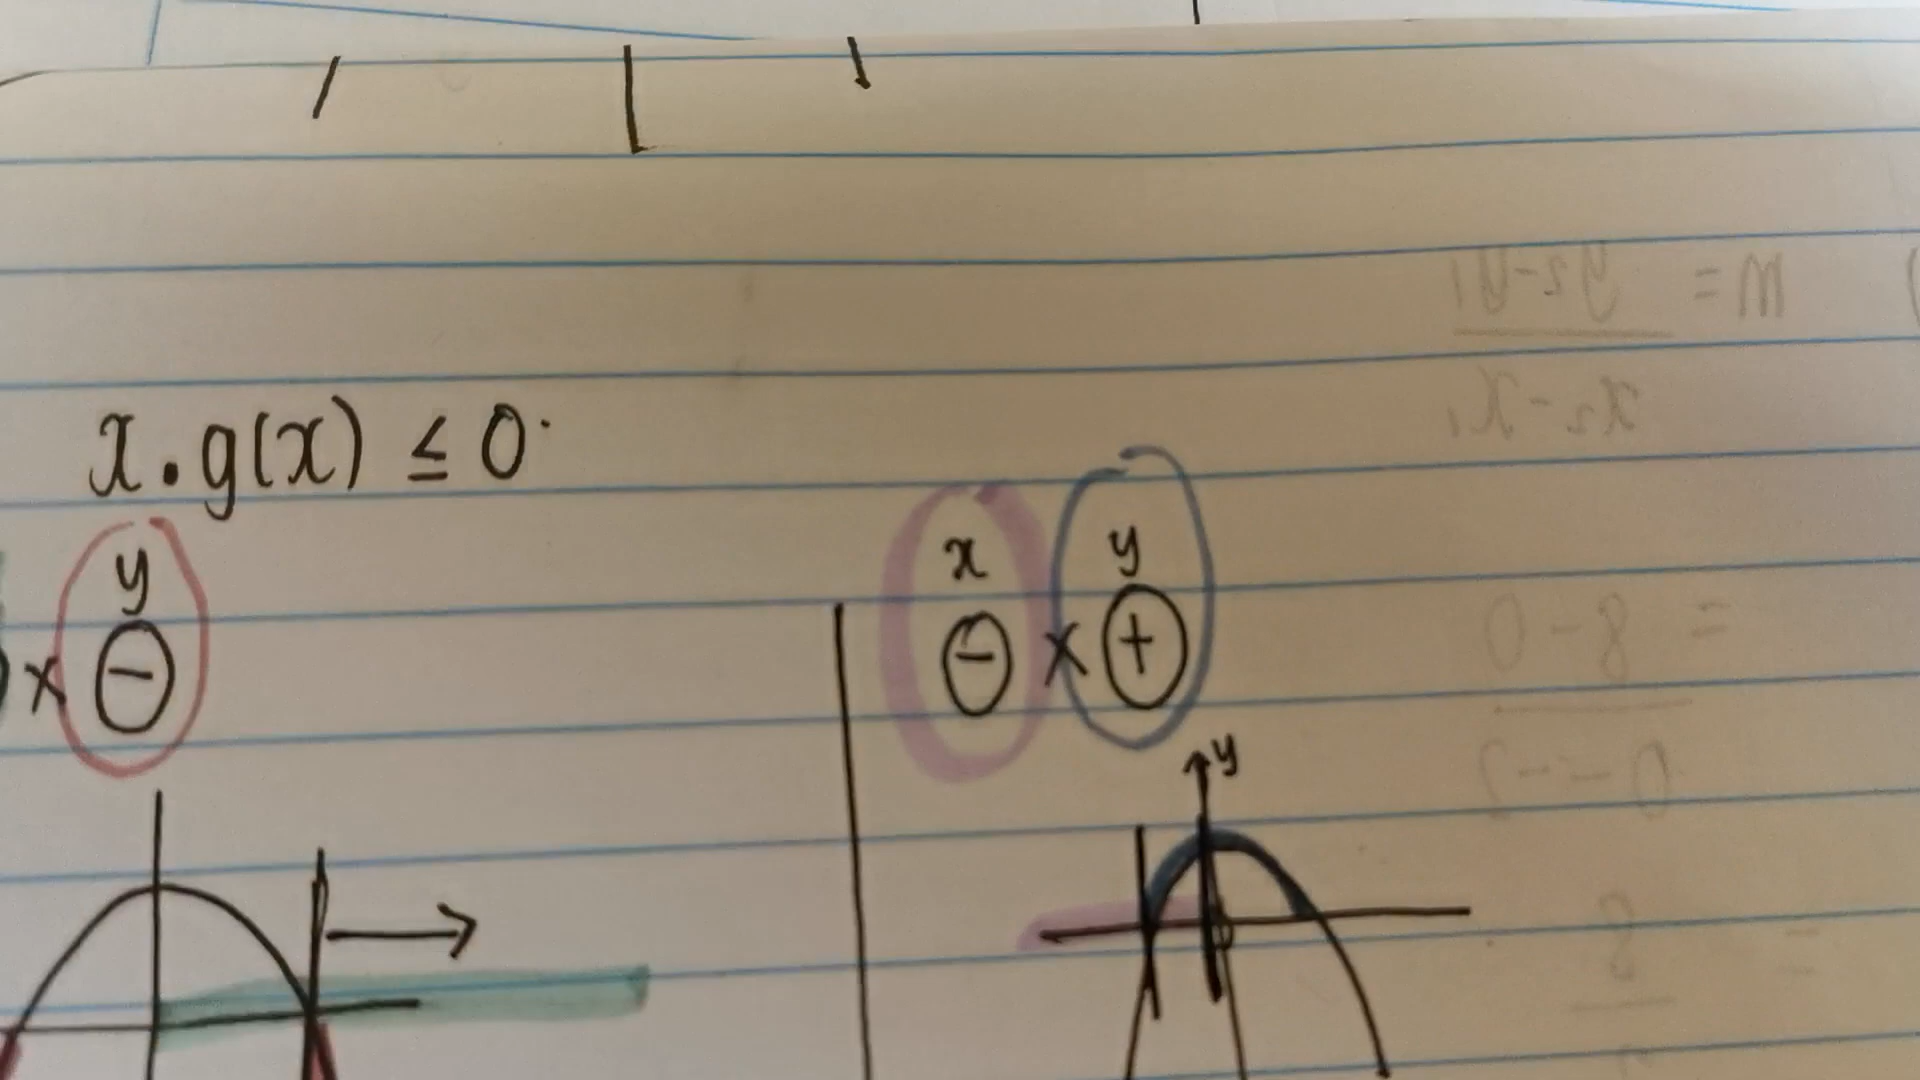 x . g(x) ≤ 0
y
x y
× −
− × +
y